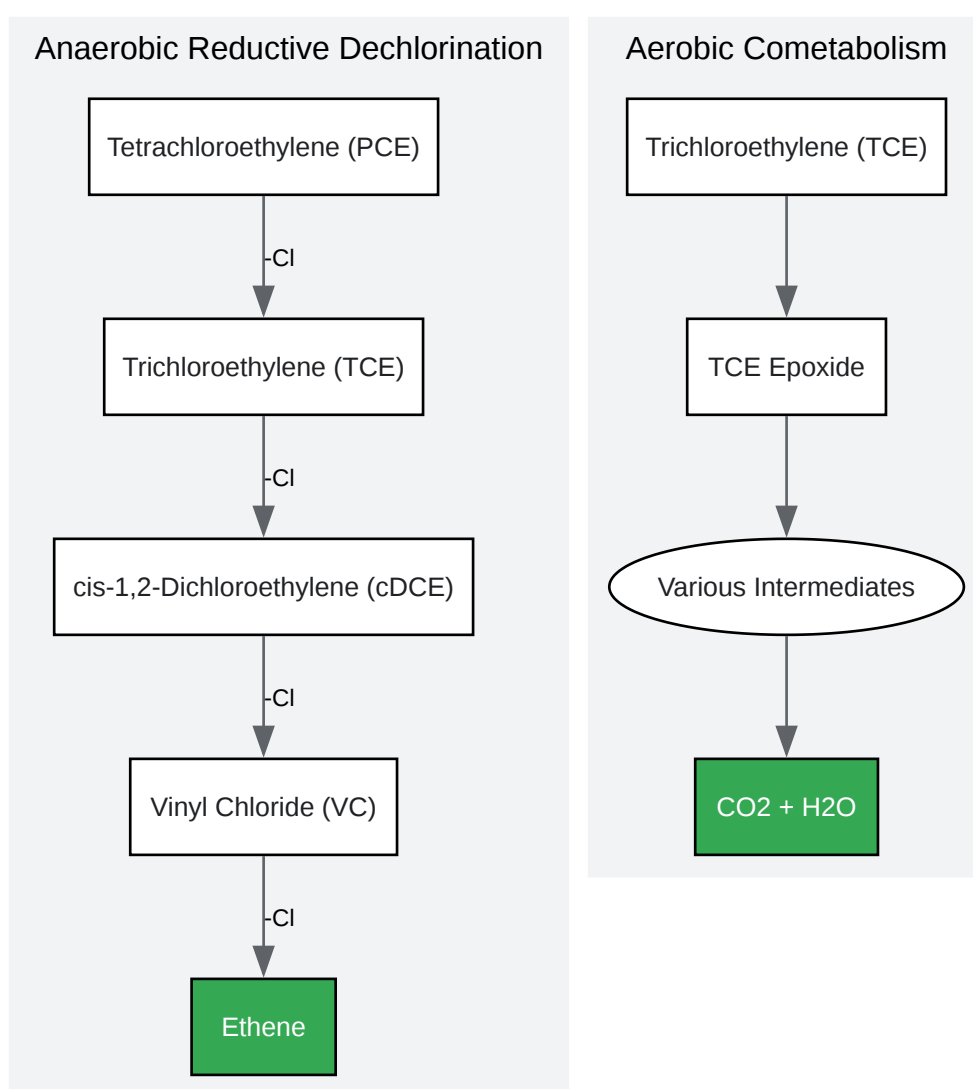 Anaerobic Reductive Dechlorination
Tetrachloroethylene (PCE)
-Cl
Trichloroethylene (TCE)
-Cl
cis-1,2-Dichloroethylene (cDCE)
-Cl
Vinyl Chloride (VC)
-Cl
Ethene
Aerobic Cometabolism
Trichloroethylene (TCE)
TCE Epoxide
Various Intermediates
CO2 + H2O